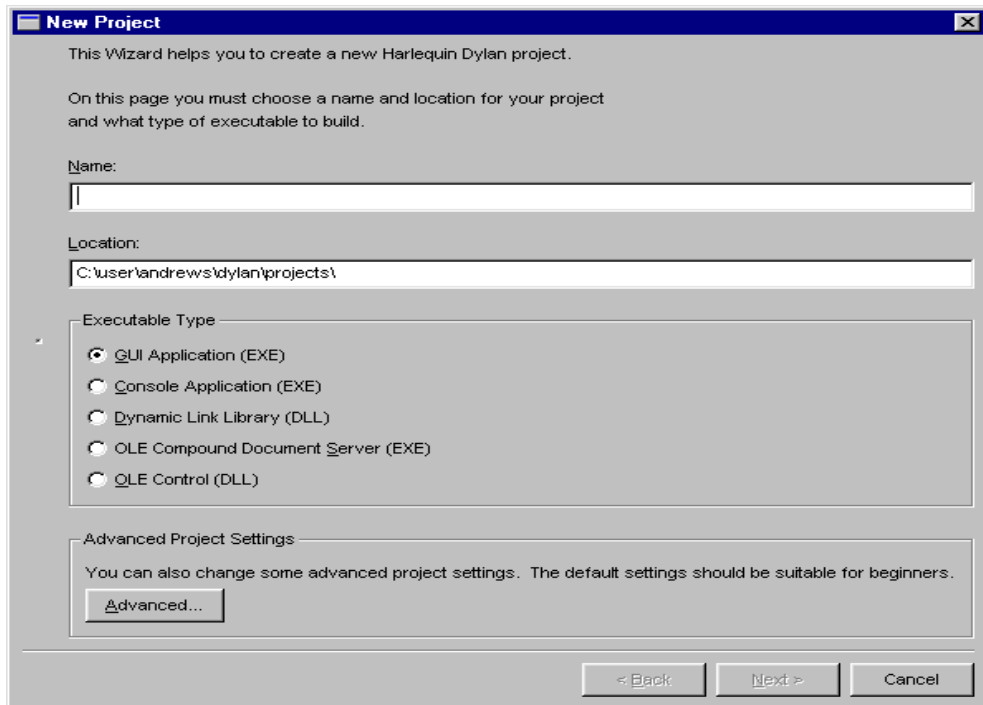 New Project
This Wizard helps you to create a new Harlequin Dylan project.
On this page you must choose a name and location for your project
and what type of executable to build.
Name:
Location:
C:\user\andrews\dylan\projects\
Executable Type
GUI Application (EXE)
Console Application (EXE)
Dynamic Link Library (DLL)
OLE Compound Document Server (EXE)
OLE Control (DLL)
Advanced Project Settings
You can also change some advanced project settings. The default settings should be suitable for beginners.
Advanced...
< Back
Next >
Cancel